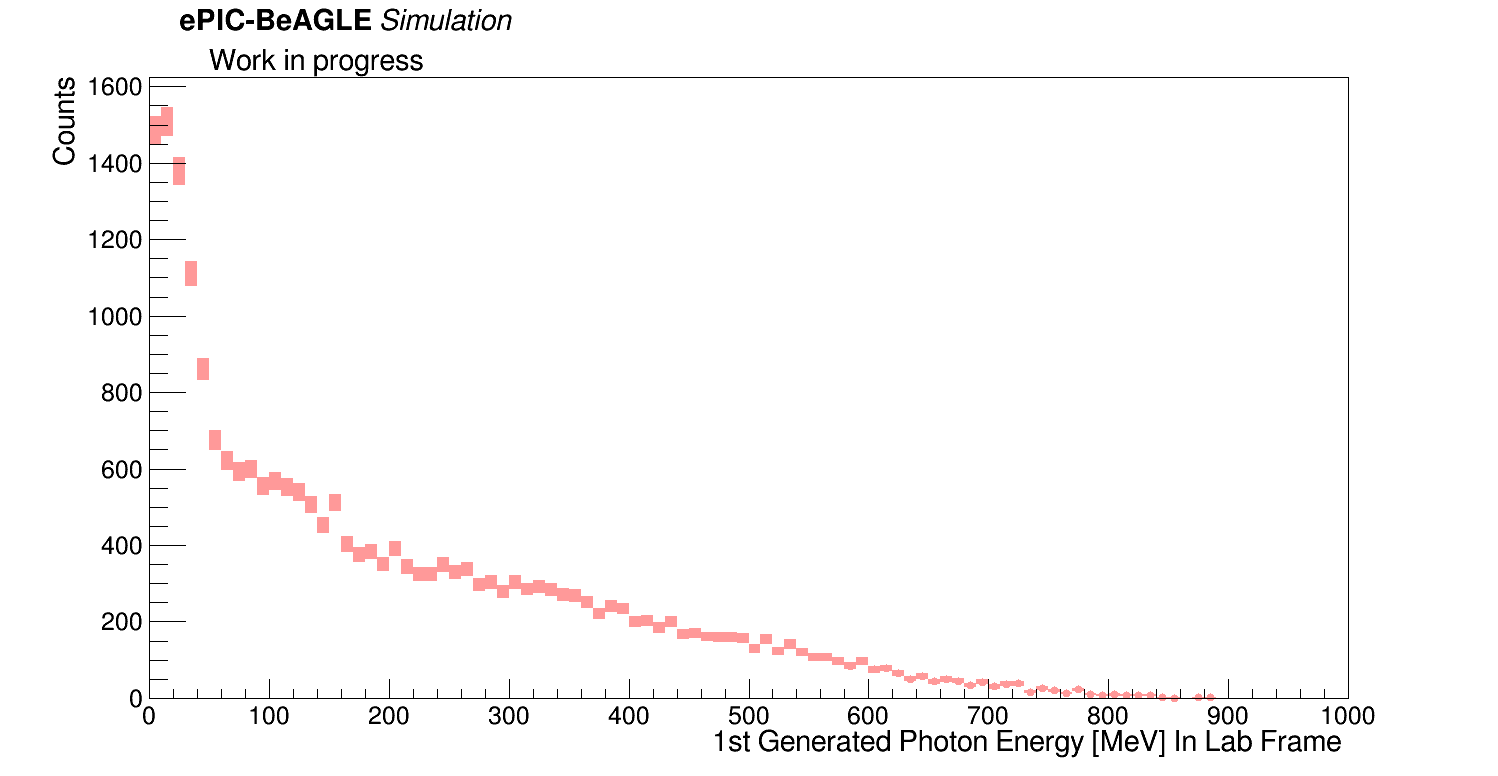 ePIC-BeAGLE Simulation
Work in progress
Counts
1600
1400
1200
1000
800
600
400
200
0
0 100 200 300 400 500 600 700 800 900 1000
1st Generated Photon Energy [MeV] In Lab Frame